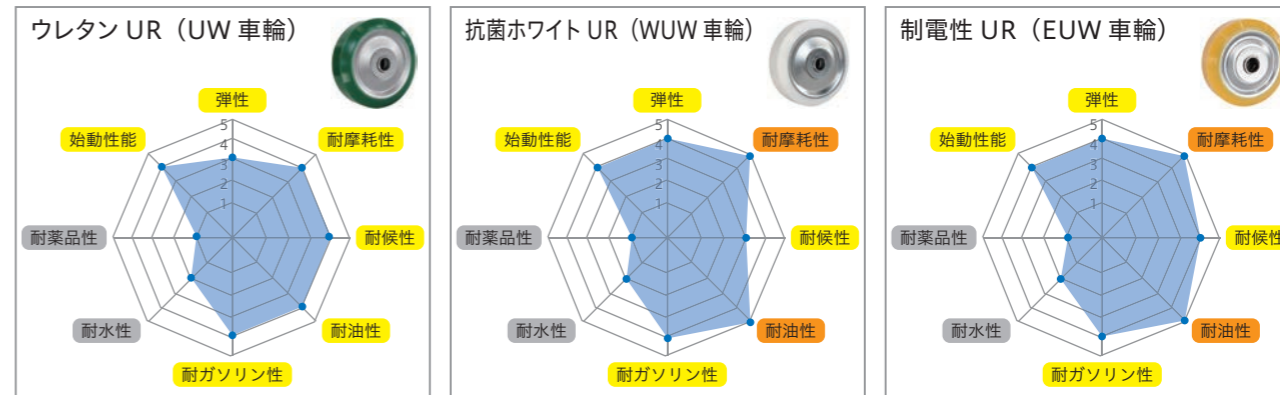 ウレタン UR（UW 車輪）
弾性
始動性能
耐摩耗性
5
4
3
2
1
耐薬品性
耐候性
耐水性
耐油性
耐ガソリン性
抗菌ホワイト UR（WUW 車輪）
弾性
始動性能
耐摩耗性
5
4
3
2
1
耐薬品性
耐候性
耐水性
耐油性
耐ガソリン性
制電性 UR（EUW 車輪）
弾性
始動性能
耐摩耗性
5
4
3
2
1
耐薬品性
耐候性
耐水性
耐油性
耐ガソリン性